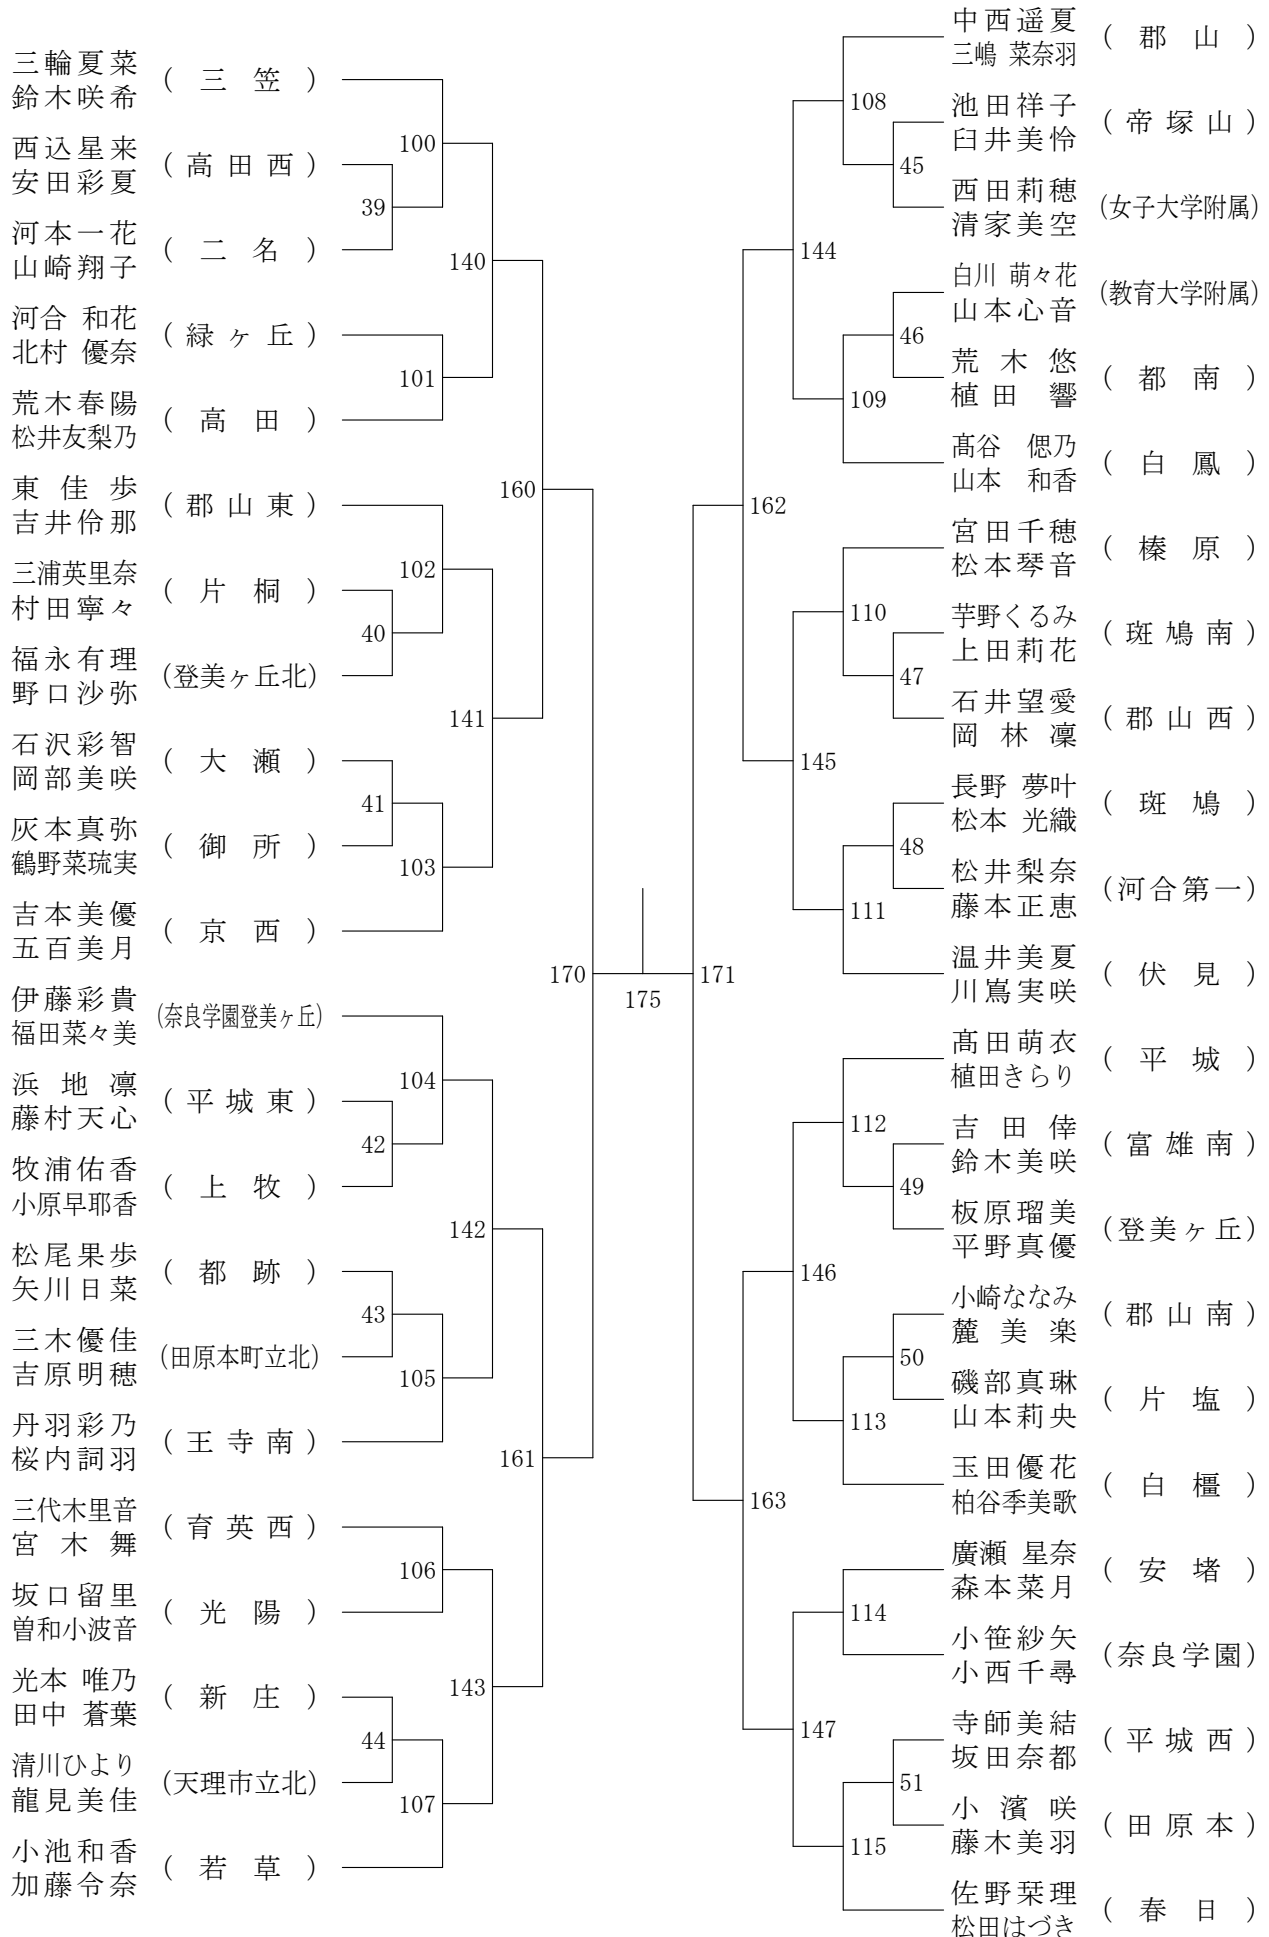 三輪夏菜
鈴木咲希
(三笠)
西込星来
安田彩夏
(高田西)
河本一花
山崎翔子
(二名)
河合 和花
北村 優奈
(緑ヶ丘)
荒木春陽
松井友梨乃
(高田)
東佳歩
吉井伶那
(郡山東)
三浦英里奈
村田寧々
(片桐)
福永有理
野口沙弥
(登美ヶ丘北)
石沢彩智
岡部美咲
(大瀬)
灰本真弥
鶴野菜琉実
(御所)
吉本美優
五百美月
(京西)
伊藤彩貴
福田菜々美
(奈良学園登美ヶ丘)
浜地凛
藤村天心
(平城東)
牧浦佑香
小原早耶香
(上牧)
松尾果歩
矢川日菜
(都跡)
三木優佳
吉原明穂
(田原本町立北)
丹羽彩乃
桜内詞羽
(王寺南)
三代木里音
宮木舞
(育英西)
坂口留里
曽和小波音
(光陽)
光本 唯乃
田中 蒼葉
(新庄)
清川ひより
龍見美佳
(天理市立北)
小池和香
加藤令奈
(若草)
100
39
140
101
160
102
40
141
41
103
170
104
42
142
43
105
161
106
143
44
107
175
171
108
45
144
46
109
162
110
47
145
48
111
112
49
146
50
113
163
114
147
51
115
中西遥夏
三嶋 菜奈羽
(郡山)
池田祥子
臼井美怜
(帝塚山)
西田莉穂
清家美空
(女子大学附属)
白川 萌々花
山本心音
(教育大学附属)
荒木悠
植田響
(都南)
髙谷 偲乃
山本 和香
(白鳳)
宮田千穂
松本琴音
(榛原)
芋野くるみ
上田莉花
(斑鳩南)
石井望愛
岡林凜
(郡山西)
長野 夢叶
松本 光織
(斑鳩)
松井梨奈
藤本正恵
(河合第一)
温井美夏
川嶌実咲
(伏見)
髙田萌衣
植田きらり
(平城)
吉田倖
鈴木美咲
(富雄南)
板原瑠美
平野真優
(登美ヶ丘)
小崎ななみ
麓美楽
(郡山南)
磯部真琳
山本莉央
(片塩)
玉田優花
柏谷季美歌
(白橿)
廣瀬 星奈
森本菜月
(安堵)
小笹紗矢
小西千尋
(奈良学園)
寺師美結
坂田奈都
(平城西)
小濱咲
藤木美羽
(田原本)
佐野栞理
松田はづき
(春日)